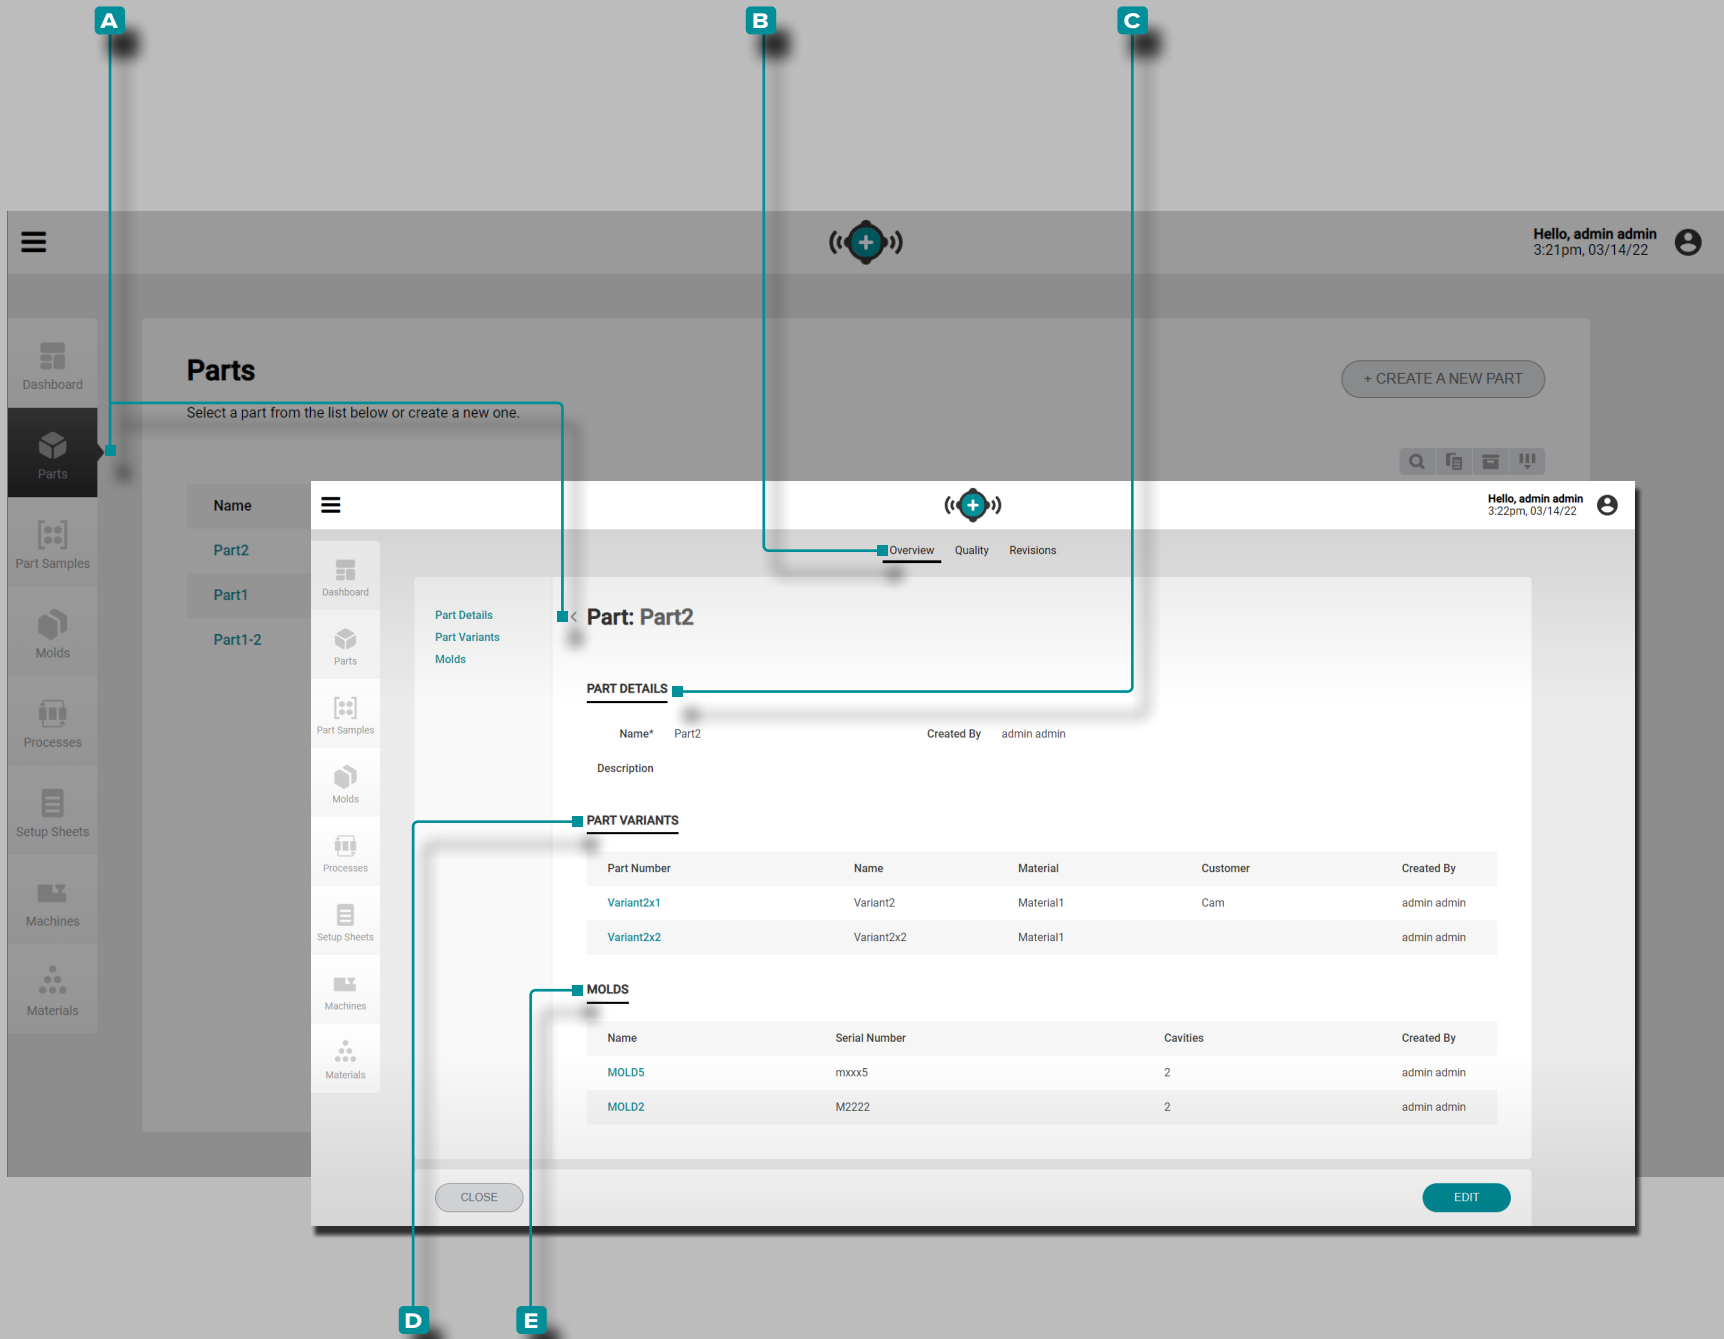 A
B
C
Hello, admin admin
3:21pm, 03/14/22
Dashboard
Parts
Part Samples
Molds
Processes
Setup Sheets
Machines
Materials
Parts
+ CREATE A NEW PART
Select a part from the list below or create a new one.
Name
Part2
Part1
Part1-2
Hello, admin admin
3:22pm, 03/14/22
Overview Quality Revisions
Dashboard
Parts
Part Samples
Molds
Processes
Setup Sheets
Machines
Materials
Part Details
Part Variants
Molds
< Part: Part2
PART DETAILS
Name* Part2 Created By admin admin
Description
PART VARIANTS
Part Number Name Material Customer Created By
Variant2x1 Variant2 Material1 Cam admin admin
Variant2x2 Variant2x2 Material1 admin admin
MOLDS
Name Serial Number Cavities Created By
MOLD5 mxxx5 2 admin admin
MOLD2 M2222 2 admin admin
CLOSE
EDIT
D
E